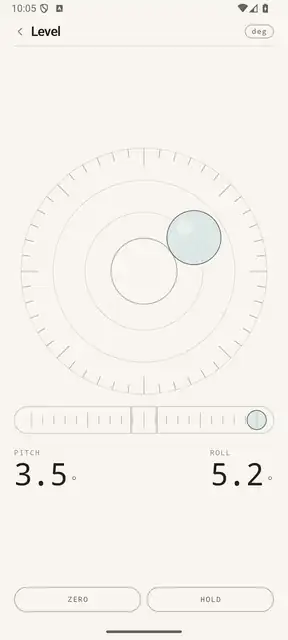 10:05
Level
deg
PITCH
ROLL
3.5°
5.2°
ZERO
HOLD